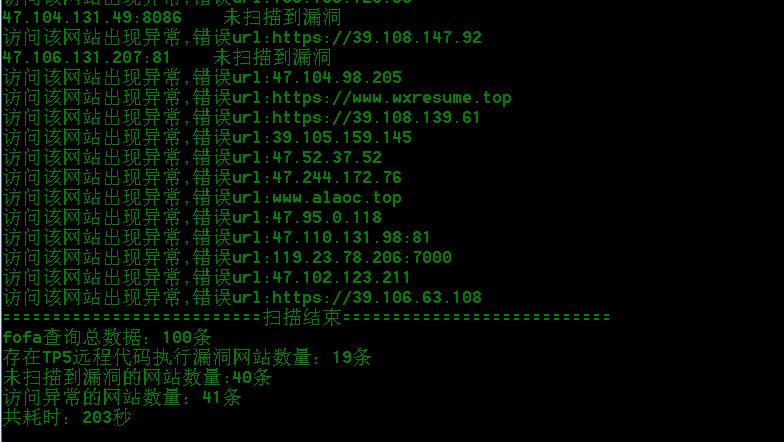 47.104.131.49:8086    未扫描到漏洞
访问该网站出现异常,错误url:https://39.108.147.92
47.106.131.207:81    未扫描到漏洞
访问该网站出现异常,错误url:47.104.98.205
访问该网站出现异常,错误url:https://www.wxresume.top
访问该网站出现异常,错误url:https://39.108.139.61
访问该网站出现异常,错误url:39.105.159.145
访问该网站出现异常,错误url:47.52.37.52
访问该网站出现异常,错误url:47.244.172.76
访问该网站出现异常,错误url:www.alaoc.top
访问该网站出现异常,错误url:47.95.0.118
访问该网站出现异常,错误url:47.110.131.98:81
访问该网站出现异常,错误url:119.23.78.206:7000
访问该网站出现异常,错误url:47.102.123.211
访问该网站出现异常,错误url:https://39.106.63.108
==========================扫描结束===========================
fofa查询总数据: 100条
存在TP5远程代码执行漏洞网站数量: 19条
未扫描到漏洞的网站数量:40条
访问异常的网站数量: 41条
共耗时: 203秒